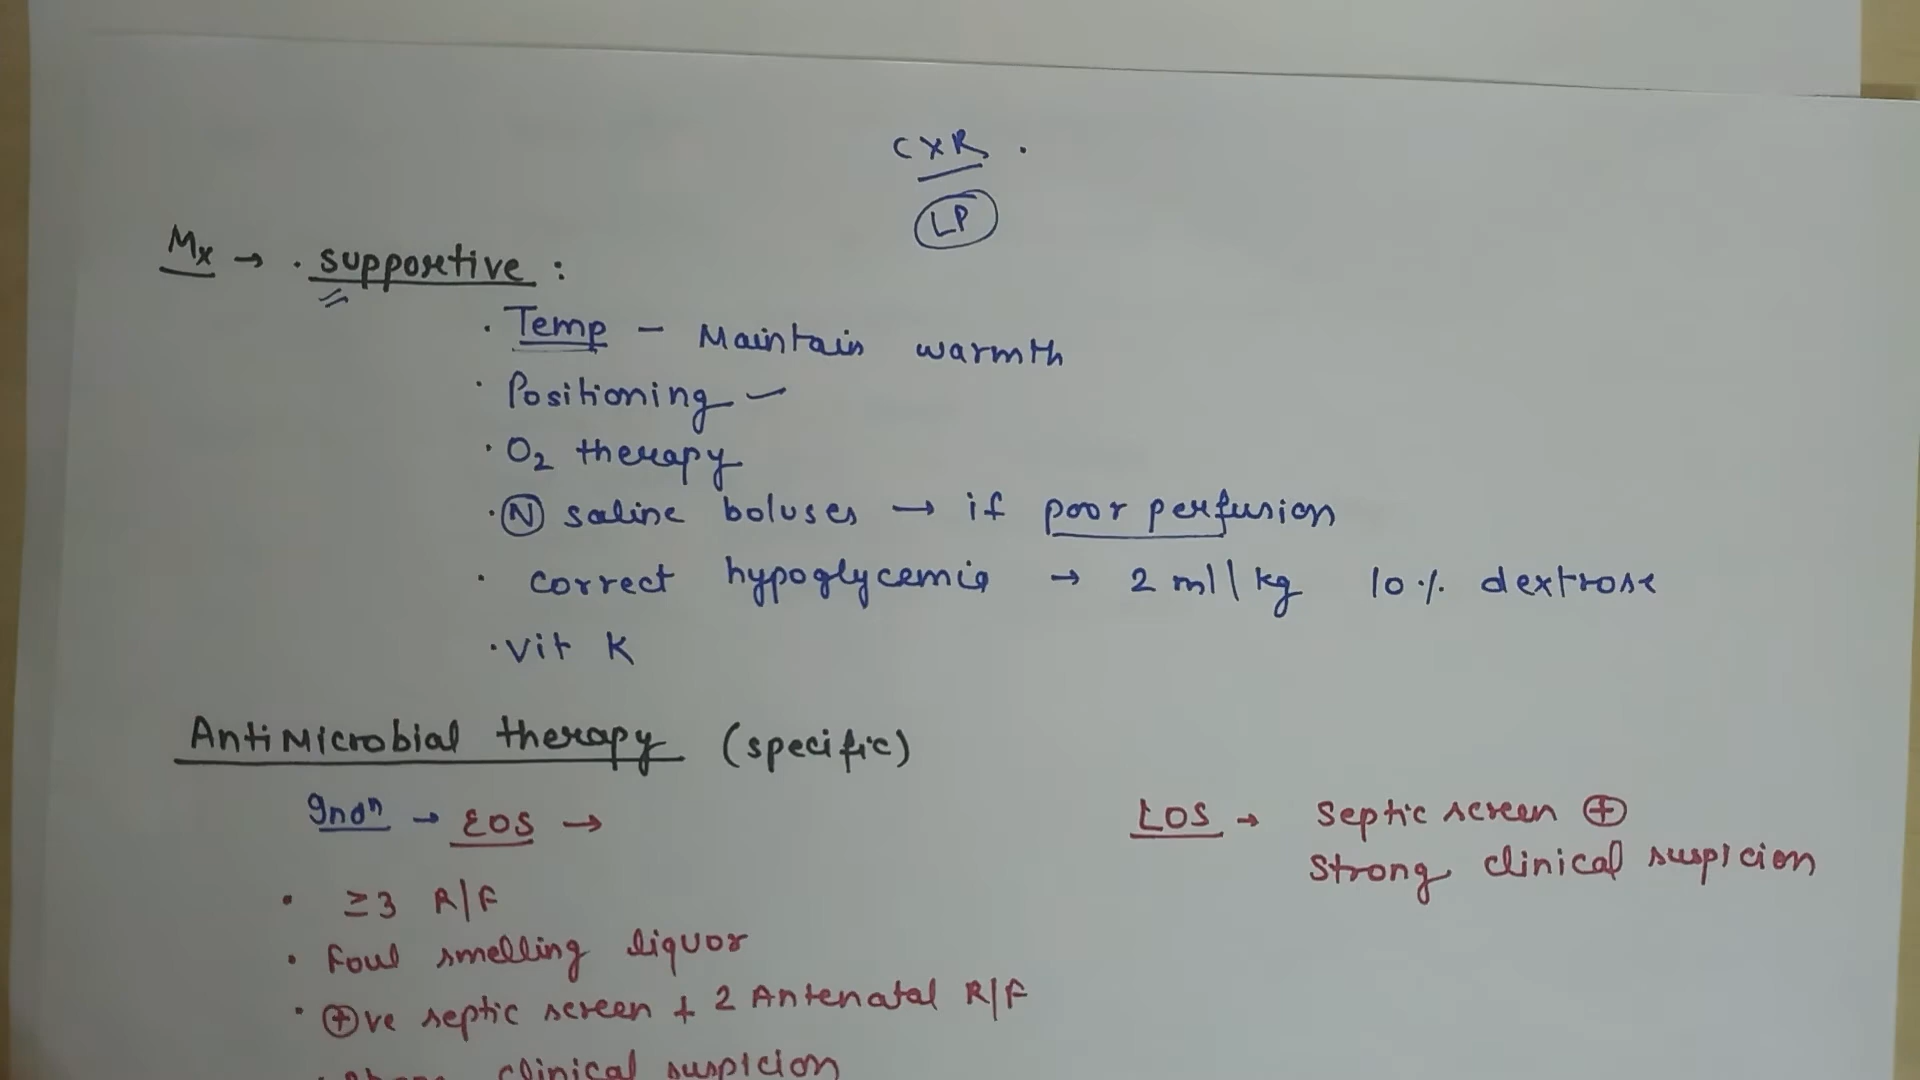 CXR .
LP
Mx → . supportive :
. Temp - Maintain warmth
. Positioning -
. O2 therapy
. Ⓝ saline boluses → if poor perfusion
. correct hypoglycemia → 2 ml/kg 10% dextrose
. Vit K
AntiMicrobial therapy (specific)
Indⁿ → EOS →
• ≥3 R/F
• Foul smelling liquor
• ⊕ve septic screen + 2 Antenatal R/F
• clinical suspicion
LOS → Septic screen ⊕
Strong clinical suspicion